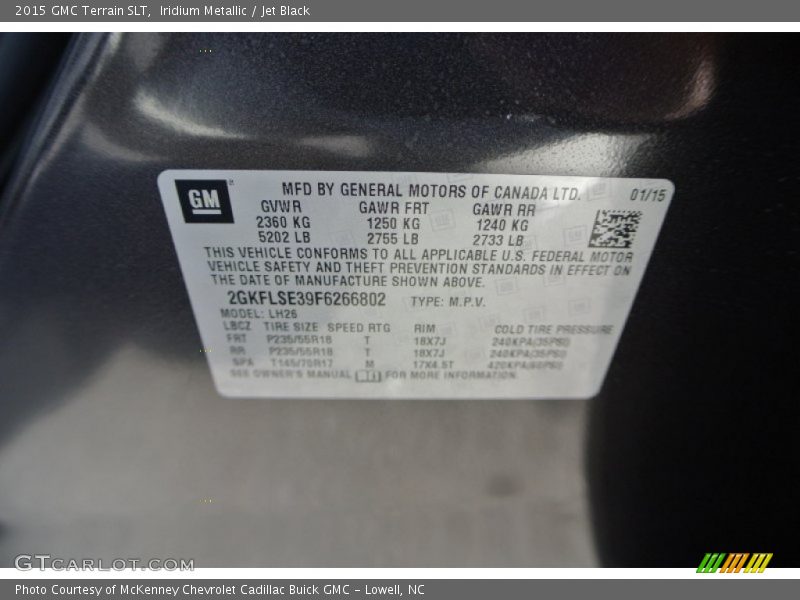 2015 GMC Terrain SLT, Iridium Metallic / Jet Black
GM
MFD BY GENERAL MOTORS OF CANADA LTD. 01/15
GVWR GAWR FRT GAWR RR
2360 KG 1250 KG 1240 KG
5202 LB 2755 LB 2733 LB
THIS VEHICLE CONFORMS TO ALL APPLICABLE U.S. FEDERAL MOTOR
VEHICLE SAFETY AND THEFT PREVENTION STANDARDS IN EFFECT ON
THE DATE OF MANUFACTURE SHOWN ABOVE.
2GKFLSE39F6266802 TYPE: M.P.V.
MODEL: LH26
LBCZ TIRE SIZE SPEED RTG RIM COLD TIRE PRESSURE
FRT P235/55R18 T 18X7J 240KPA(35PSI)
RR P235/55R18 T 18X7J 240KPA(35PSI)
SPA T145/70R17 M 17X4.5T 420KPA(60PSI)
SEE OWNER'S MANUAL FOR MORE INFORMATION.
GTCarlot.com
Photo Courtesy of McKenney Chevrolet Cadillac Buick GMC - Lowell, NC